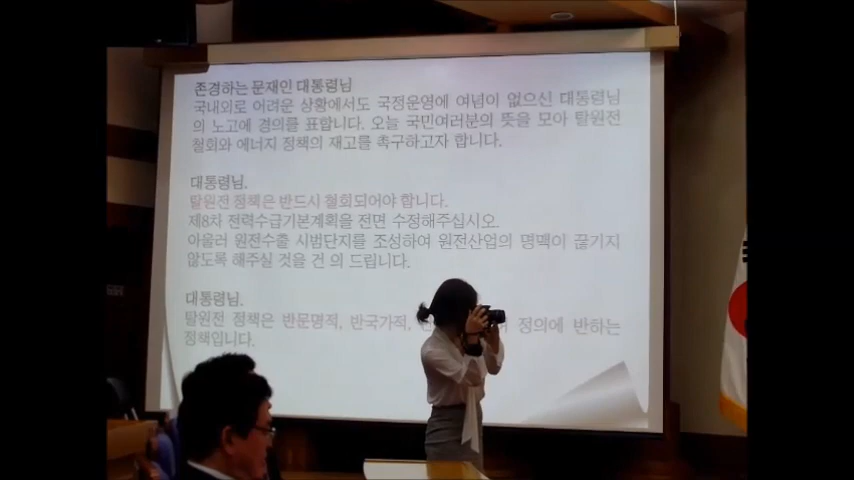 존경하는 문재인 대통령님
국내외로 어려운 상황에서도 국정운영에 여념이 없으신 대통령님
의 노고에 경의를 표합니다. 오늘 국민여러분의 뜻을 모아 탈원전
철회와 에너지 정책의 재고를 촉구하고자 합니다.
대통령님.
탈원전 정책은 반드시 철회되어야 합니다.
제8차 전력수급기본계획을 전면 수정해주십시오.
아울러 원전수출 시범단지를 조성하여 원전산업의 명맥이 끊기지
않도록 해주실 것을 건 의 드립니다.
대통령님.
탈원전 정책은 반문명적, 반국가적, 정의에 반하는
정책입니다.